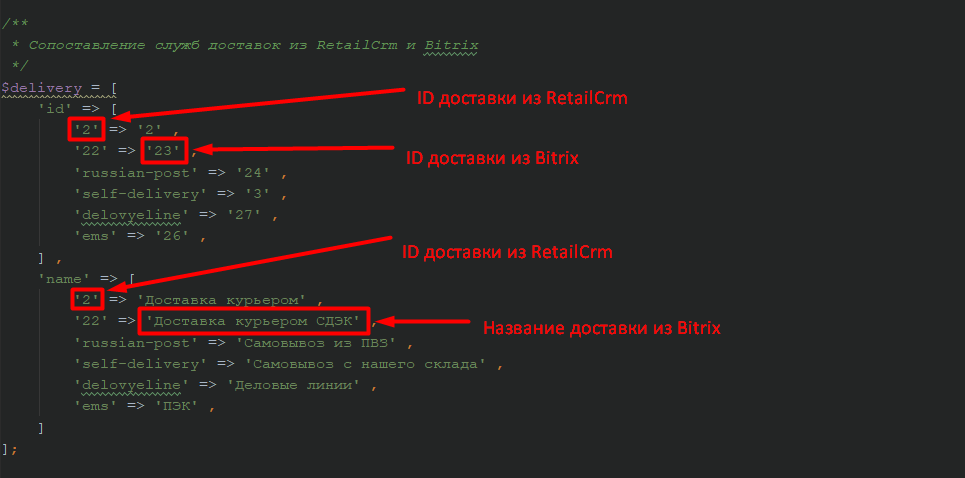 /**
* Сопоставление служб доставок из RetailCrm и Bitrix
*/
$delivery = [
'id' => [
ID доставки из RetailCrm
'2' => '2' ,
'22' => '23' ,
ID доставки из Bitrix
'russian-post' => '24' ,
'self-delivery' => '3' ,
'delovyeline' => '27' ,
'ems' => '26' ,
] ,
ID доставки из RetailCrm
'name' => [
'2' => 'Доставка курьером' ,
'22' => 'Доставка курьером СДЭК' ,
Название доставки из Bitrix
'russian-post' => 'Самовывоз из ПВЗ' ,
'self-delivery' => 'Самовывоз с нашего склада' ,
'delovyeline' => 'Деловые линии' ,
'ems' => 'ПЭК' ,
]
];